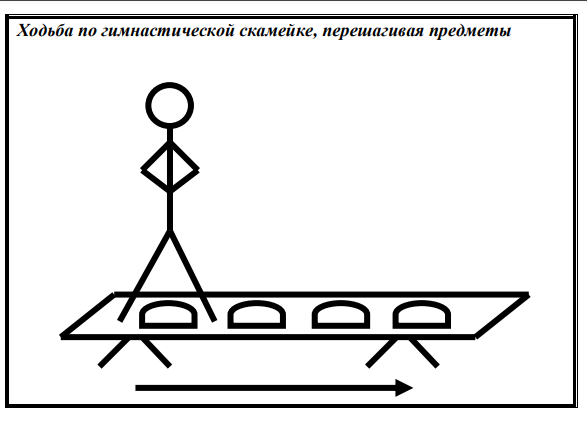 Ходьба по гимнастической скамейке, перешагивая предметы